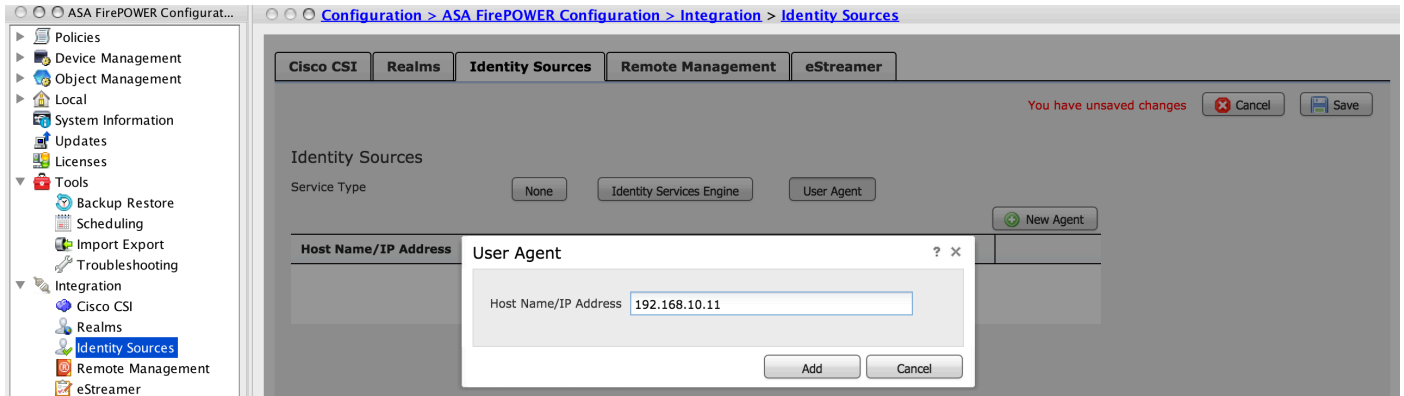 ASA FirePOWER Configurat...
Policies
Device Management
Object Management
Local
System Information
Updates
Licenses
Tools
Backup Restore
Scheduling
Import Export
Troubleshooting
Integration
Cisco CSI
Realms
Identity Sources
Remote Management
eStreamer
Configuration > ASA FirePOWER Configuration > Integration > Identity Sources
Cisco CSI Realms Identity Sources Remote Management eStreamer
You have unsaved changes Cancel Save
Identity Sources
Service Type None Identity Services Engine User Agent
New Agent
Host Name/IP Address
User Agent ? ×
Host Name/IP Address 192.168.10.11
Add Cancel